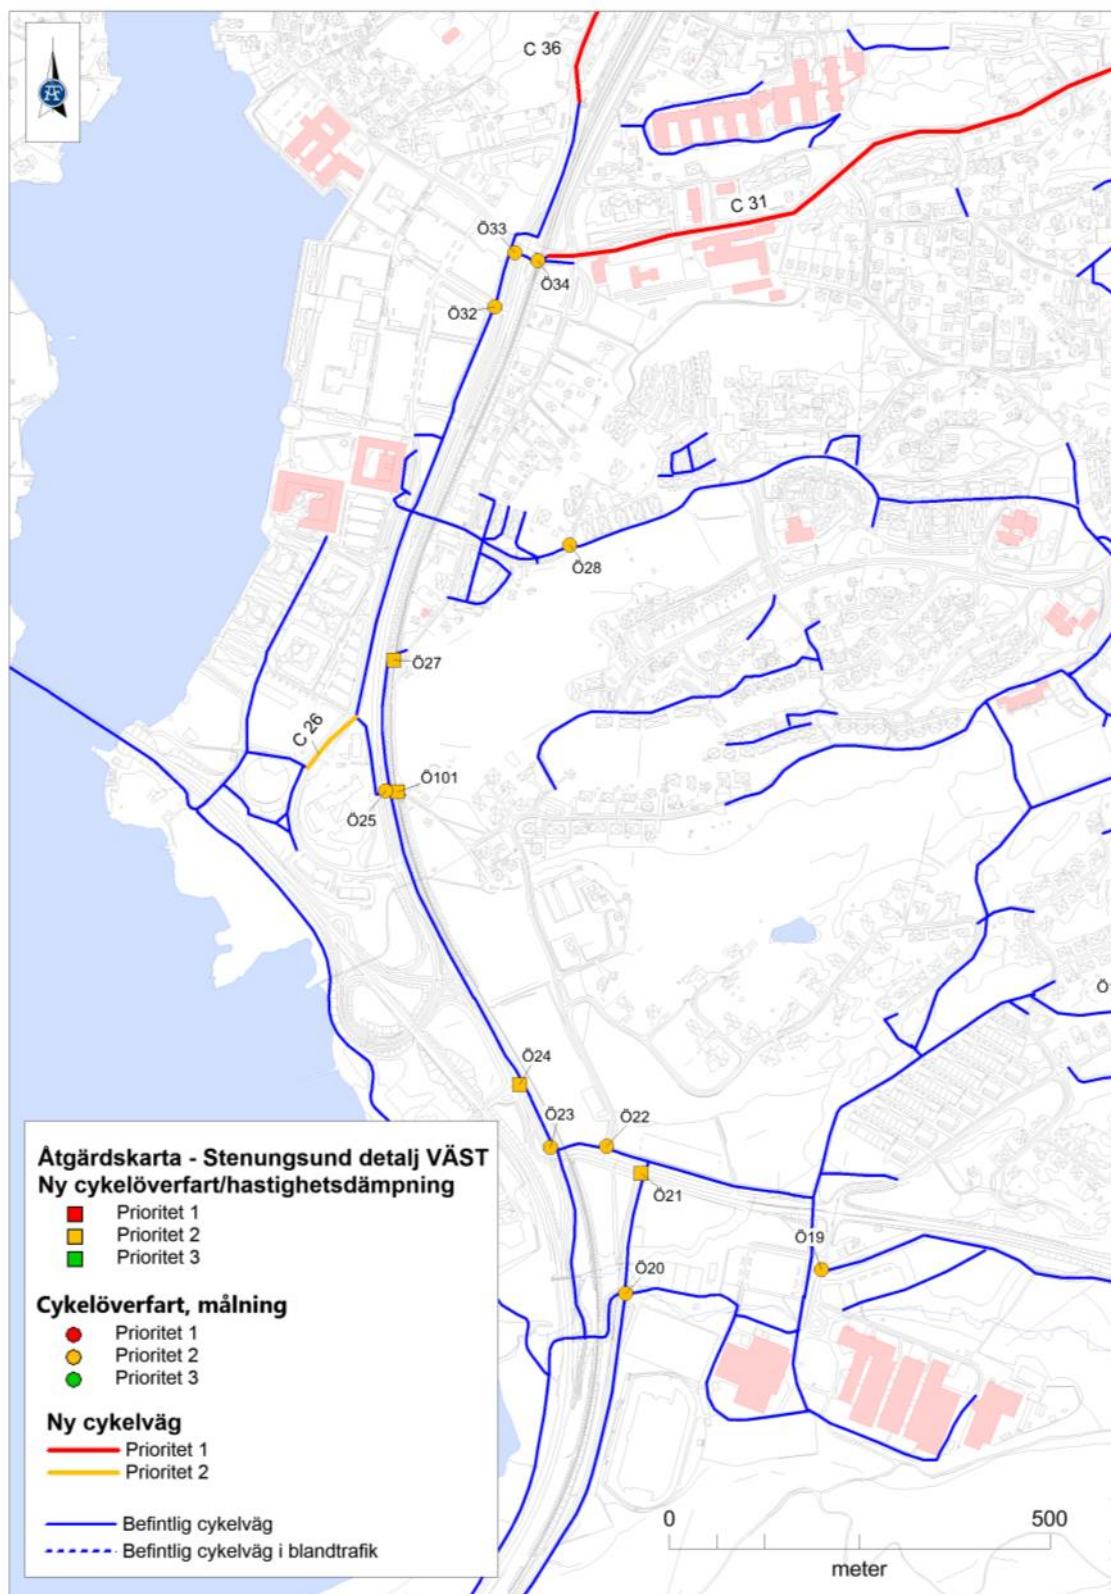 C 36
C 31
Ö33
Ö34
Ö32
Ö28
Ö27
C 26
Ö101
Ö25
Ö24
Ö23
Ö22
Ö21
Ö19
Ö20
Åtgärdskarta - Stenungsund detalj VÄST
Ny cykelöverfart/hastighetsdämpning
Prioritet 1
Prioritet 2
Prioritet 3
Cykelöverfart, målning
Prioritet 1
Prioritet 2
Prioritet 3
Ny cykelväg
Prioritet 1
Prioritet 2
Befintlig cykelväg
Befintlig cykelväg i blandtrafik
0 500
meter